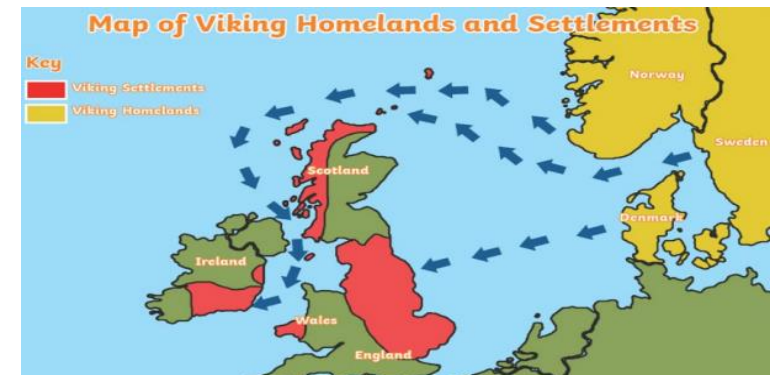 Map of Viking Homelands and Settlements
Key
Viking Settlements
Viking Homelands
Norway
Sweden
Scotland
Denmark
Ireland
Wales
England